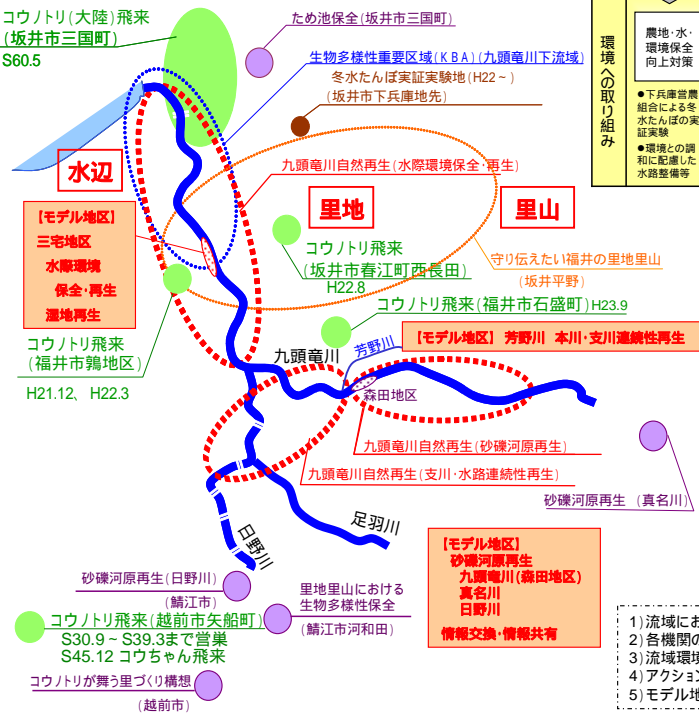 コウノトリ(大陸)飛来
(坂井市三国町)
S60.5
ため池保全(坂井市三国町)
生物多様性重要区域(KBA)(九頭竜川下流域)
冬水たんぼ実証実験地(H22~)
(坂井市下兵庫地先)
環境への取り組み
農地・水・
環境保全
向上対策
●下兵庫営農
組合による冬
水たんぼの実
証実験
●環境との調
和に配慮した
水路整備等
水辺
九頭竜川自然再生(水際環境保全・再生)
里地
里山
【モデル地区】
三宅地区
水際環境
保全・再生
湿地再生
コウノトリ飛来
(坂井市春江町西長田)
H22.8
守り伝えたい福井の里地里山
(坂井平野)
コウノトリ飛来(福井市石盛町)H23.9
コウノトリ飛来
(福井市鶉地区)
H21.12、H22.3
【モデル地区】 芳野川 本川・支川連続性再生
九頭竜川
芳野川
森田地区
九頭竜川自然再生(砂礫河原再生)
九頭竜川自然再生(支川・水路連続性再生)
砂礫河原再生 (真名川)
足羽川
日野川
【モデル地区】
砂礫河原再生
九頭竜川(森田地区)
真名川
日野川
情報交換・情報共有
砂礫河原再生(日野川)
(鯖江市)
里地里山における
生物多様性保全
(鯖江市河和田)
コウノトリ飛来(越前市矢船町)
S30.9~S39.3まで営巣
S45.12 コウちゃん飛来
コウノトリが舞う里づくり構想
(越前市)
1)流域にお
2)各機関の
3)流域環境
4)アクション
5)モデル地